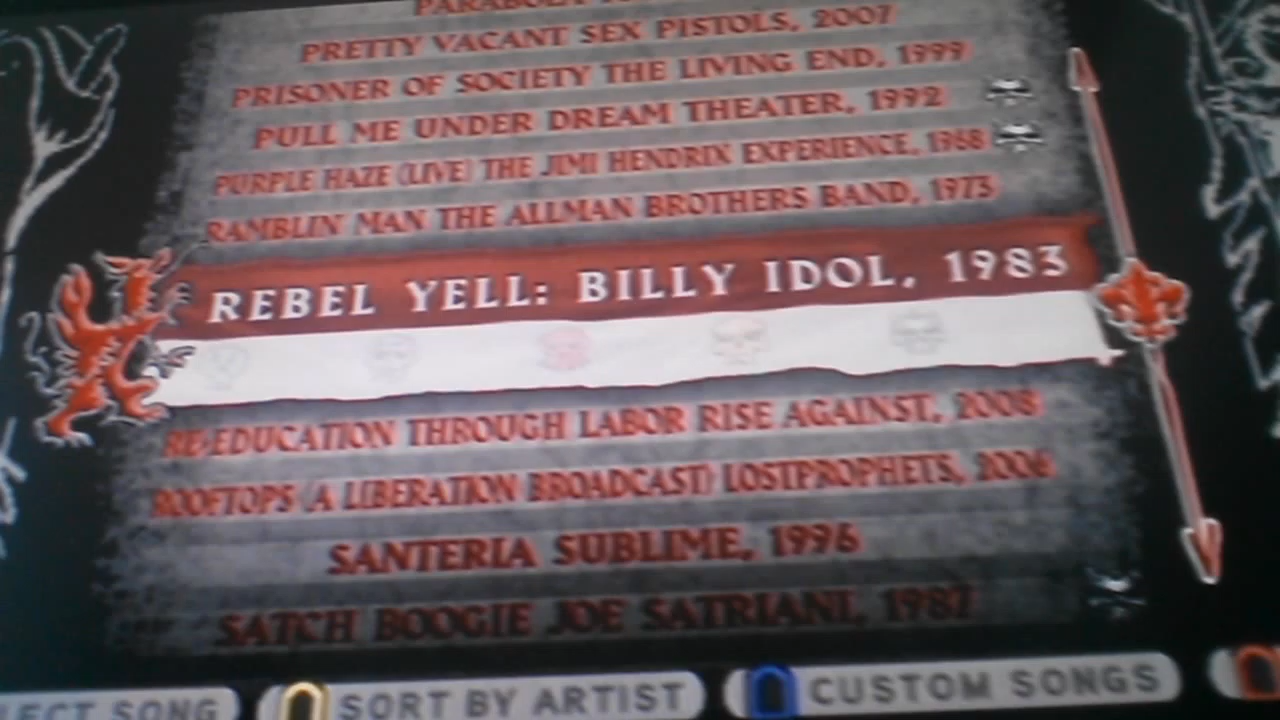 PRETTY VACANT SEX PISTOLS, 2007
PRISONER OF SOCIETY THE LIVING END, 1999
PULL ME UNDER DREAM THEATER, 1992
PURPLE HAZE (LIVE) THE JIMI HENDRIX EXPERIENCE, 1968
RAMBLIN MAN THE ALLMAN BROTHERS BAND, 1973
REBEL YELL: BILLY IDOL, 1983
RE-EDUCATION THROUGH LABOR RISE AGAINST, 2008
ROOFTOPS (A LIBERATION BROADCAST) LOSTPROPHETS, 2006
SANTERIA SUBLIME, 1996
SATCH BOOGIE JOE SATRIANI, 1987
LECT SONG SORT BY ARTIST CUSTOM SONGS